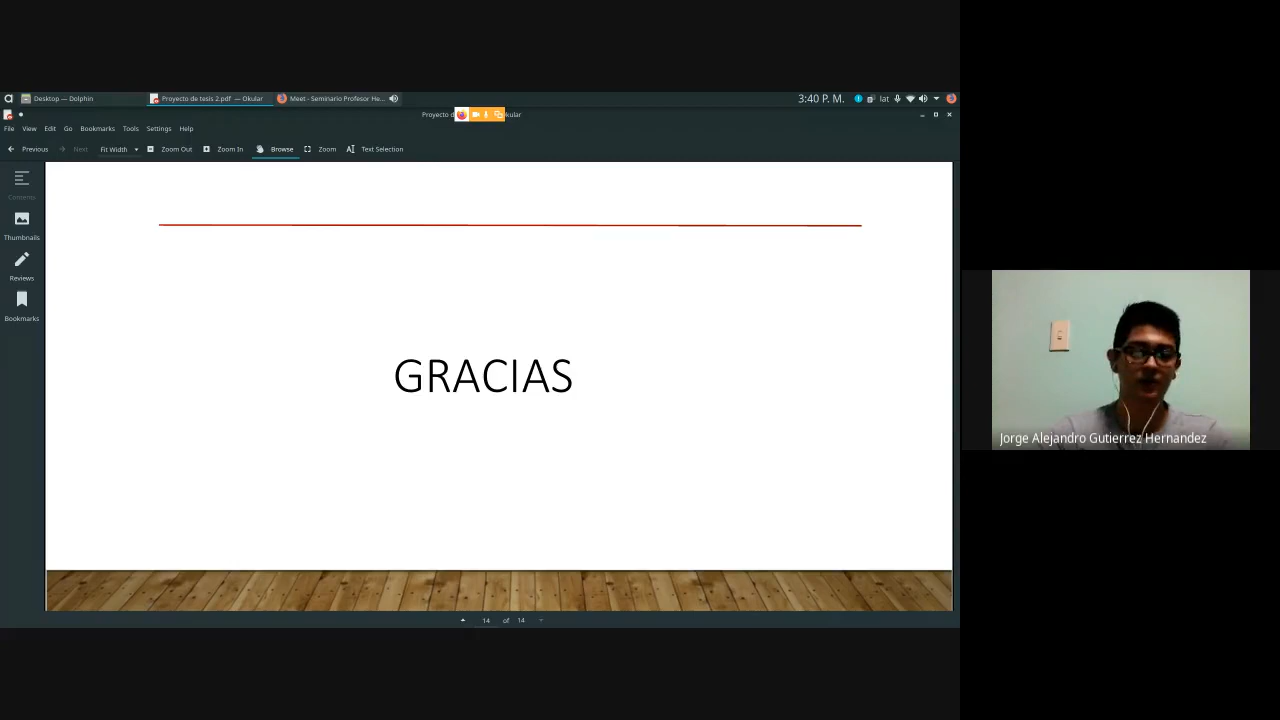 Desktop — Dolphin
Proyecto de tesis 2.pdf — Okular
Meet - Seminario Profesor He...
3:40 P. M.
lat
Proyecto d
kular
File View Edit Go Bookmarks Tools Settings Help
Previous Next Fit Width Zoom Out Zoom In Browse Zoom Text Selection
Contents
Thumbnails
Reviews
Bookmarks
GRACIAS
Jorge Alejandro Gutierrez Hernandez
14 of 14